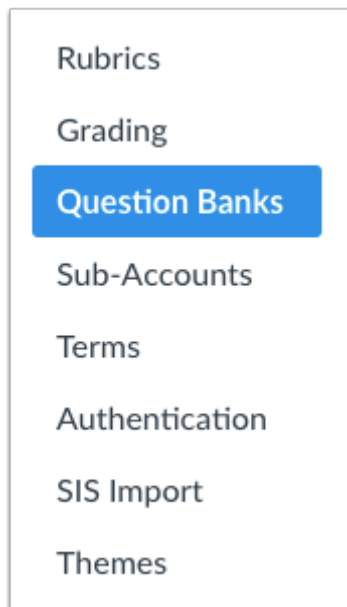 Rubrics
Grading
Question Banks
Sub-Accounts
Terms
Authentication
SIS Import
Themes